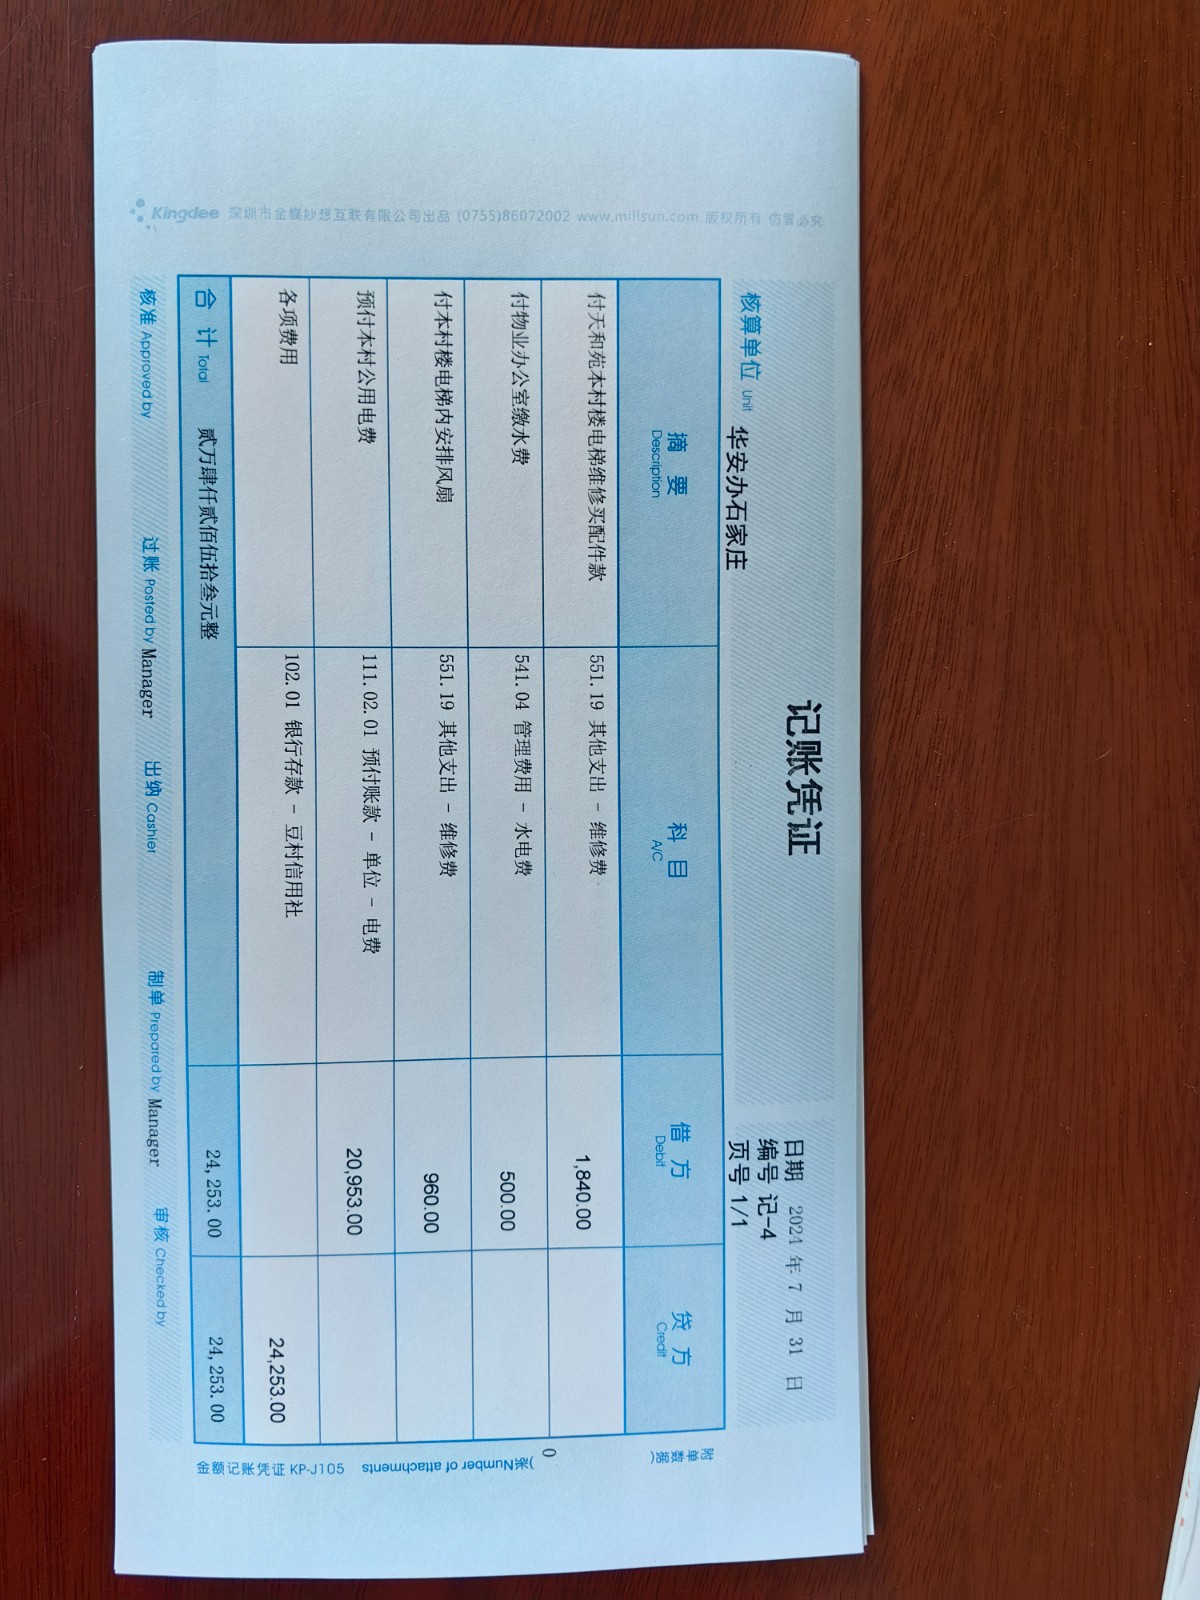 记账凭证
日期 2024 年 7 月 31 日
编号 记-4
核算单位 Unit 华安办石家庄 页号 1/1
摘要 Description 科目 A/C 借方 Debit 贷方 Credit
付天和苑本村楼电梯维修买配件款 551.19 其他支出 - 维修费 1,840.00
付物业办公室缴水费 541.04 管理费用 - 水电费 500.00
付本村楼电梯内安排风扇 551.19 其他支出 - 维修费 960.00
预付本村公用电费 111.02.01 预付账款 - 单位 - 电费 20,953.00
各项费用 102.01 银行存款 - 豆村信用社 24,253.00
合计 Total 贰万肆仟贰佰伍拾叁元整 24,253.00 24,253.00
附单数据(
0
)张Number of attachments
金额记账凭证 KP-J105
核准 Approved by 过账 Posted by Manager 出纳 Cashier 制单 Prepared by Manager 审核 Checked by
Kingdee 深圳市金蝶妙想互联有限公司出品 (0755)86072002 www.millsun.com 版权所有 仿冒必究